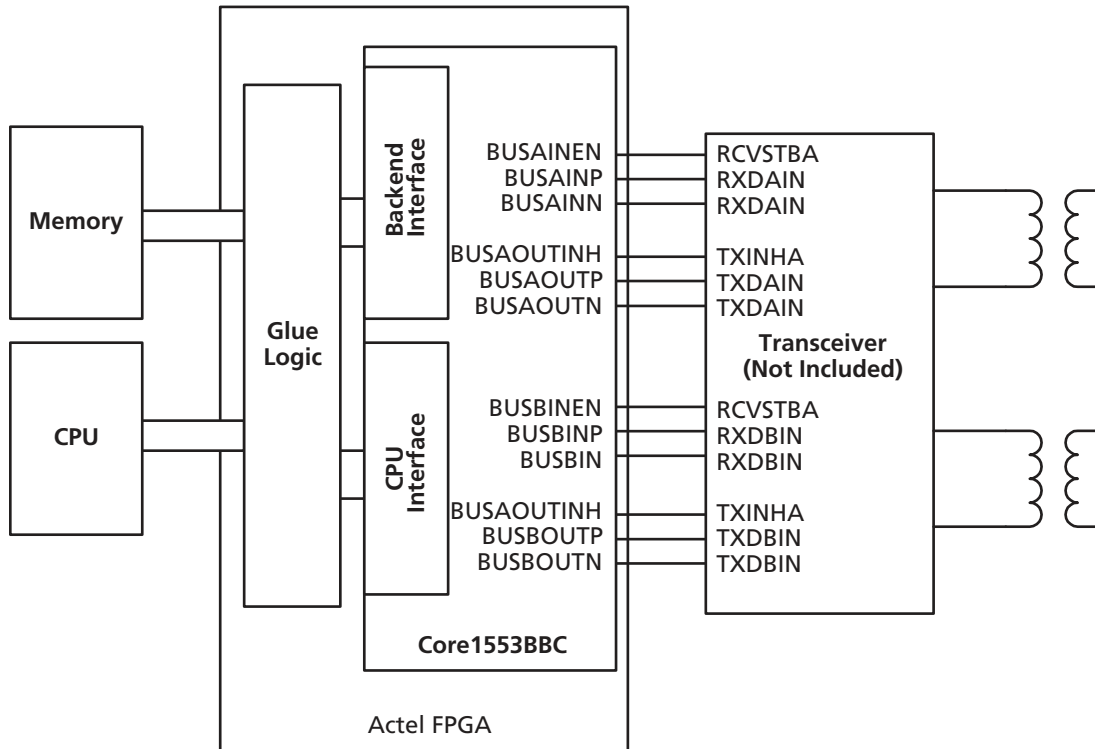 Memory
CPU
Glue
Logic
Backend
Interface
CPU
Interface
BUSAINEN
BUSAINP
BUSAINN
BUSAOUTINH
BUSAOUTP
BUSAOUTN
BUSBINEN
BUSBINP
BUSBIN
BUSAOUTINH
BUSBOUTP
BUSBOUTN
Core1553BBC
Actel FPGA
RCVSTBA
RXDAIN
RXDAIN
TXINHA
TXDAIN
TXDAIN
Transceiver
(Not Included)
RCVSTBA
RXDBIN
RXDBIN
TXINHA
TXDBIN
TXDBIN